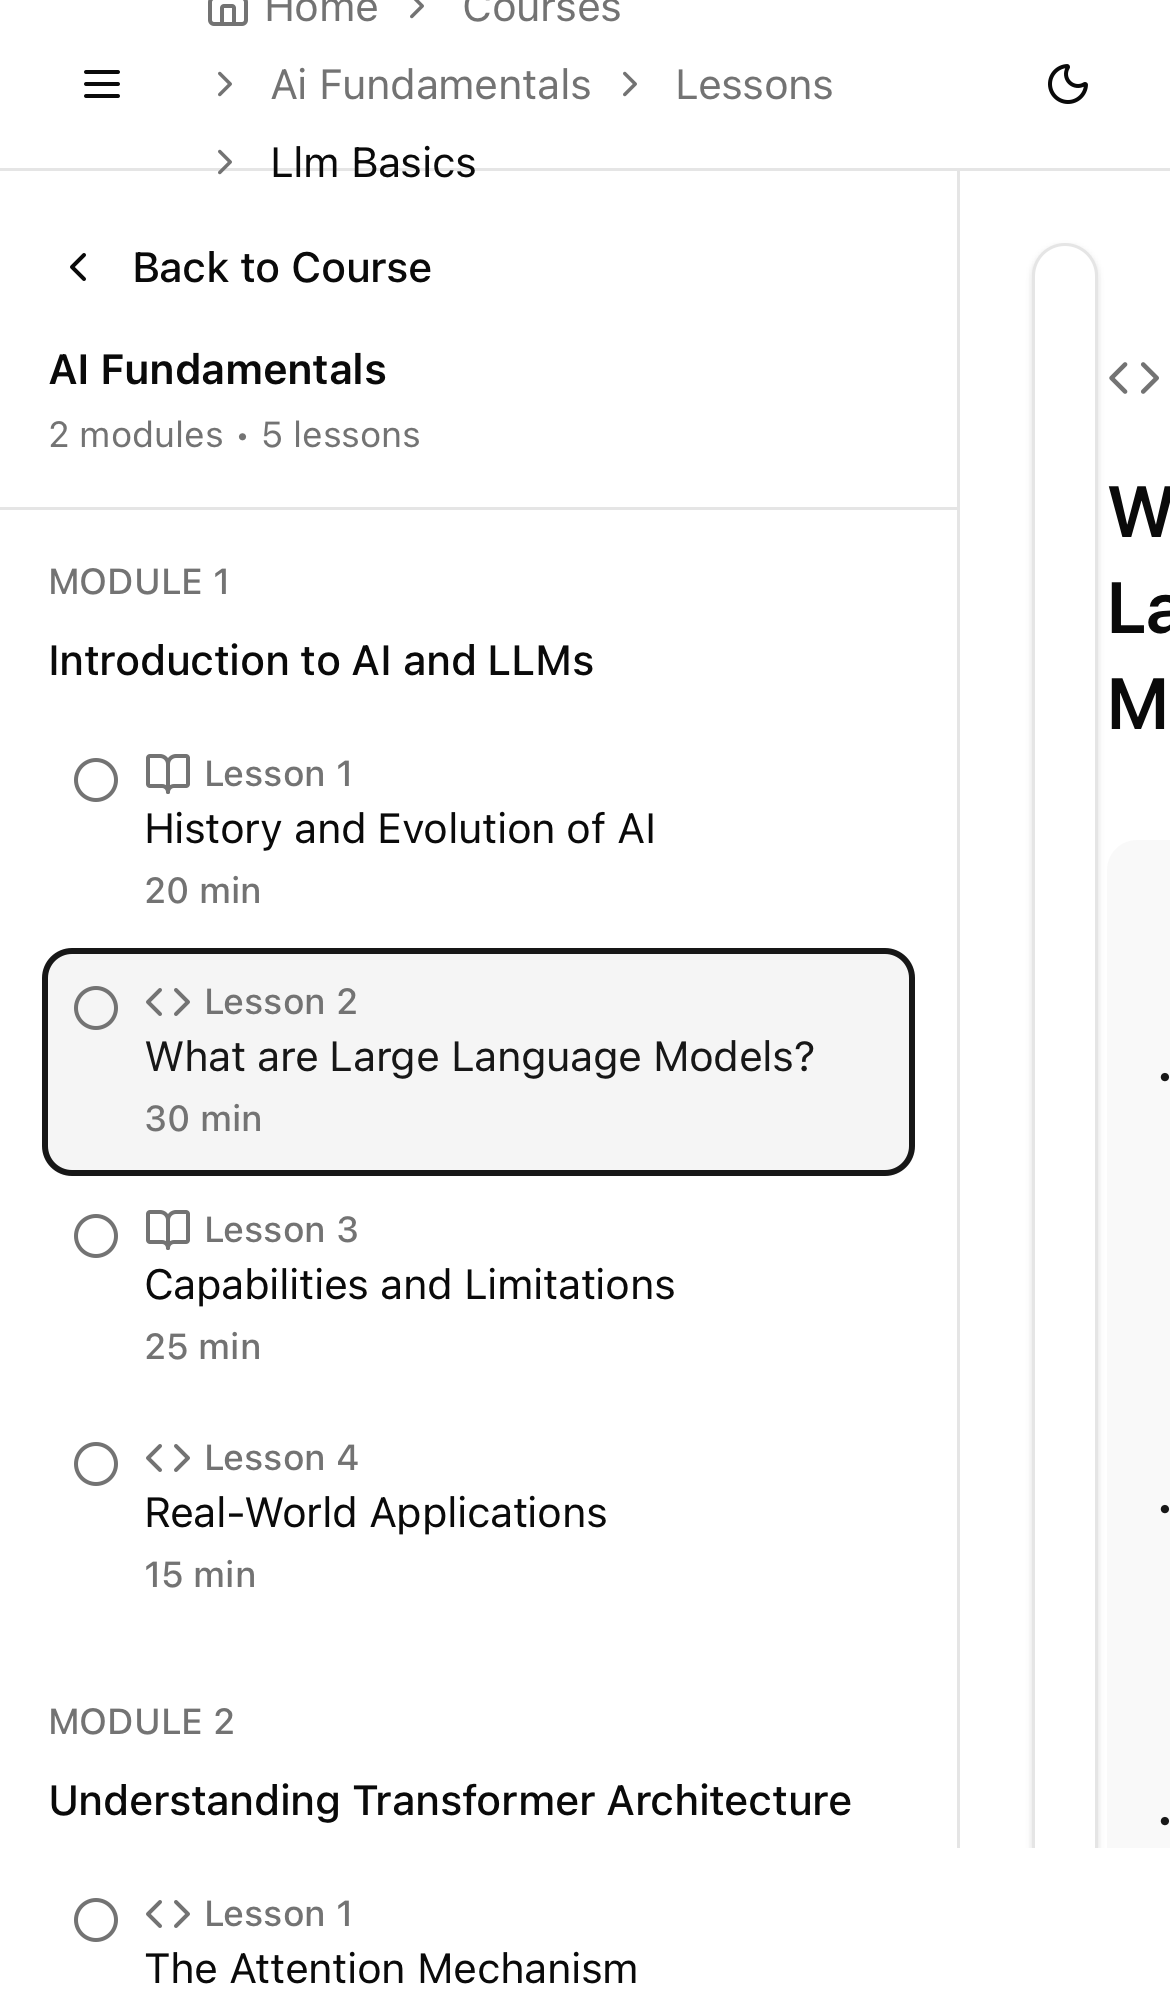 Home > Courses
> Ai Fundamentals > Lessons
> Llm Basics
Back to Course
AI Fundamentals
2 modules • 5 lessons
MODULE 1
Introduction to AI and LLMs
Lesson 1
History and Evolution of AI
20 min
Lesson 2
What are Large Language Models?
30 min
Lesson 3
Capabilities and Limitations
25 min
Lesson 4
Real-World Applications
15 min
MODULE 2
Understanding Transformer Architecture
Lesson 1
The Attention Mechanism
W
La
M